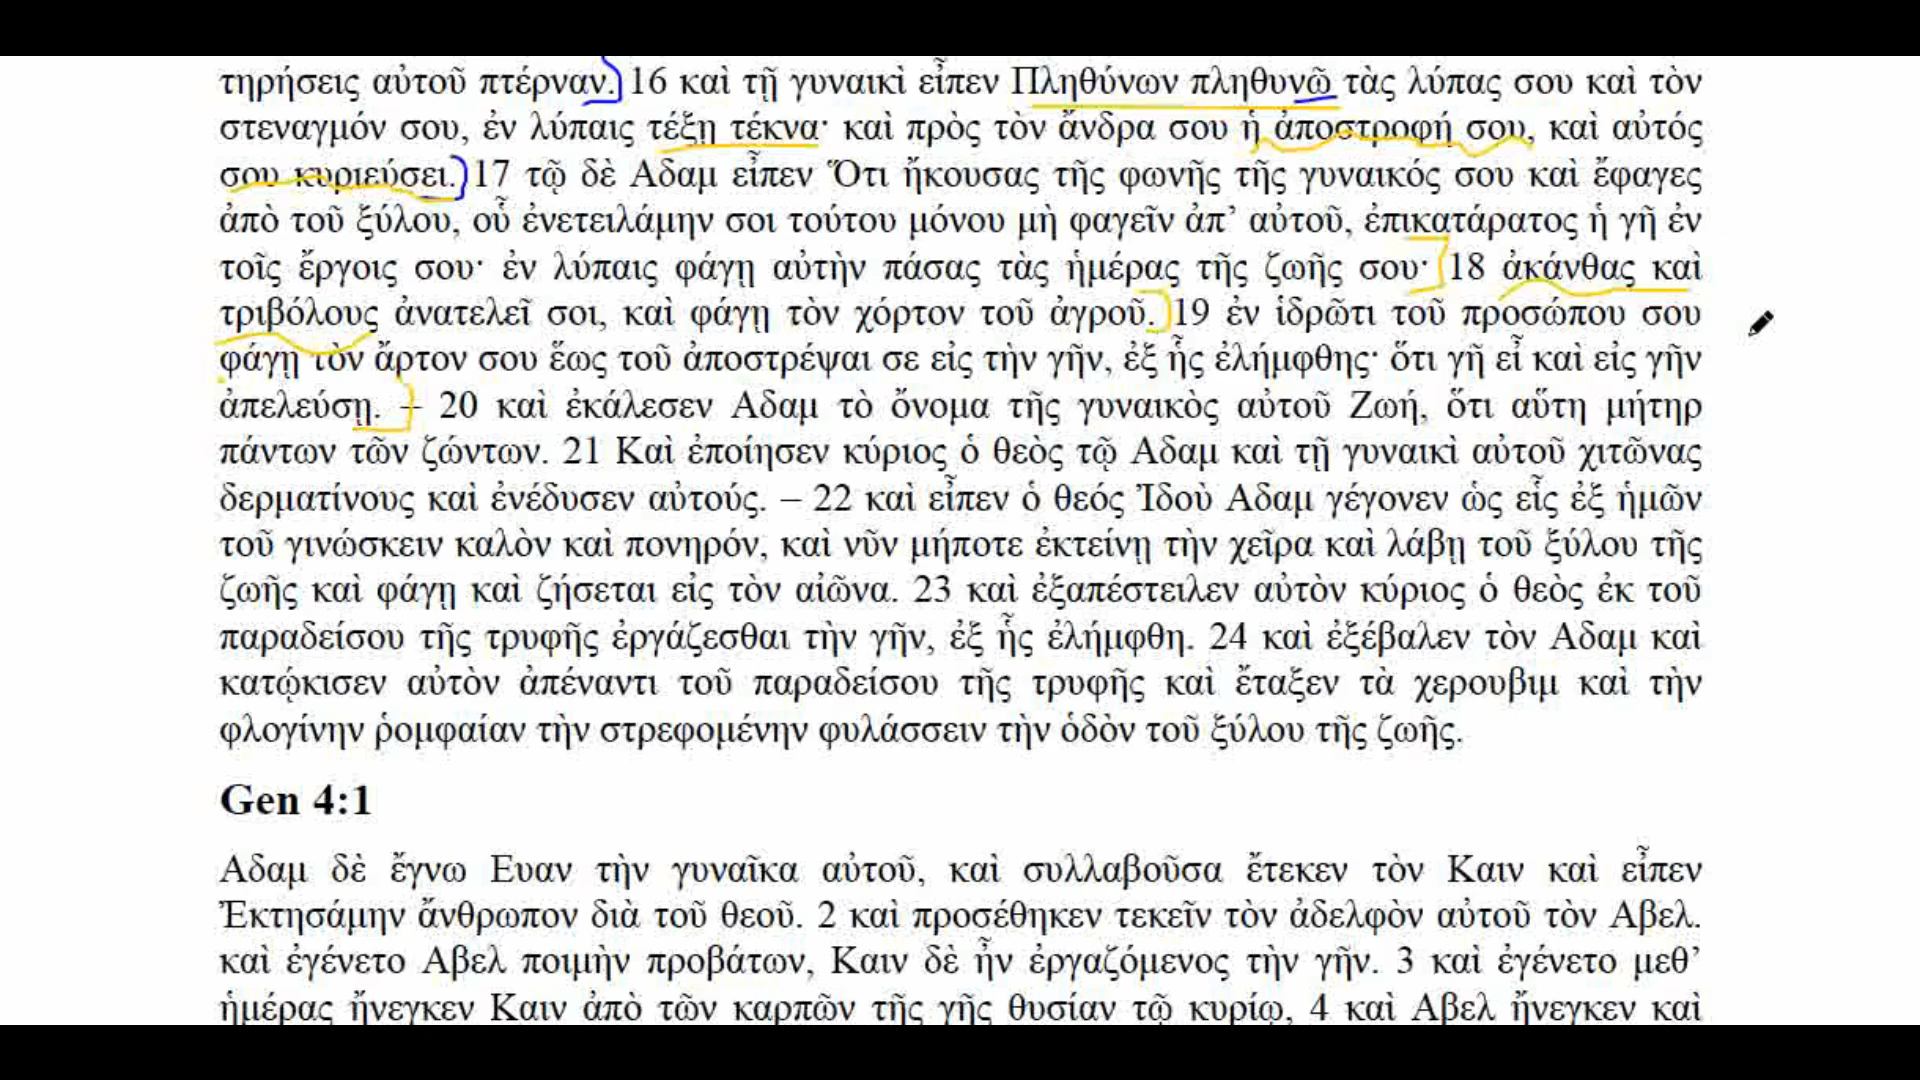 τηρήσεις αὐτοῦ πτέρναν. 16 καὶ τῇ γυναικὶ εἶπεν Πληθύνων πληθυνῶ τὰς λύπας σου καὶ τὸν
στεναγμόν σου, ἐν λύπαις τέξῃ τέκνα· καὶ πρὸς τὸν ἄνδρα σου ἡ ἀποστροφή σου, καὶ αὐτός
σου κυριεύσει. 17 τῷ δὲ Αδαμ εἶπεν Ὅτι ἤκουσας τῆς φωνῆς τῆς γυναικός σου καὶ ἔφαγες
ἀπὸ τοῦ ξύλου, οὗ ἐνετειλάμην σοι τούτου μόνου μὴ φαγεῖν ἀπ’ αὐτοῦ, ἐπικατάρατος ἡ γῆ ἐν
τοῖς ἔργοις σου· ἐν λύπαις φάγῃ αὐτὴν πάσας τὰς ἡμέρας τῆς ζωῆς σου· 18 ἀκάνθας καὶ
τριβόλους ἀνατελεῖ σοι, καὶ φάγῃ τὸν χόρτον τοῦ ἀγροῦ. 19 ἐν ἱδρῶτι τοῦ προσώπου σου
φάγῃ τὸν ἄρτον σου ἕως τοῦ ἀποστρέψαι σε εἰς τὴν γῆν, ἐξ ἧς ἐλήμφθης· ὅτι γῆ εἶ καὶ εἰς γῆν
ἀπελεύσῃ. – 20 καὶ ἐκάλεσεν Αδαμ τὸ ὄνομα τῆς γυναικὸς αὐτοῦ Ζωή, ὅτι αὕτη μήτηρ
πάντων τῶν ζώντων. 21 Καὶ ἐποίησεν κύριος ὁ θεὸς τῷ Αδαμ καὶ τῇ γυναικὶ αὐτοῦ χιτῶνας
δερματίνους καὶ ἐνέδυσεν αὐτούς. – 22 καὶ εἶπεν ὁ θεός Ἰδοὺ Αδαμ γέγονεν ὡς εἷς ἐξ ἡμῶν
τοῦ γινώσκειν καλὸν καὶ πονηρόν, καὶ νῦν μήποτε ἐκτείνῃ τὴν χεῖρα καὶ λάβῃ τοῦ ξύλου τῆς
ζωῆς καὶ φάγῃ καὶ ζήσεται εἰς τὸν αἰῶνα. 23 καὶ ἐξαπέστειλεν αὐτὸν κύριος ὁ θεὸς ἐκ τοῦ
παραδείσου τῆς τρυφῆς ἐργάζεσθαι τὴν γῆν, ἐξ ἧς ἐλήμφθη. 24 καὶ ἐξέβαλεν τὸν Αδαμ καὶ
κατῴκισεν αὐτὸν ἀπέναντι τοῦ παραδείσου τῆς τρυφῆς καὶ ἔταξεν τὰ χερουβιμ καὶ τὴν
φλογίνην ῥομφαίαν τὴν στρεφομένην φυλάσσειν τὴν ὁδὸν τοῦ ξύλου τῆς ζωῆς.
Gen 4:1
Αδαμ δὲ ἔγνω Ευαν τὴν γυναῖκα αὐτοῦ, καὶ συλλαβοῦσα ἔτεκεν τὸν Καιν καὶ εἶπεν
Ἐκτησάμην ἄνθρωπον διὰ τοῦ θεοῦ. 2 καὶ προσέθηκεν τεκεῖν τὸν ἀδελφὸν αὐτοῦ τὸν Αβελ.
καὶ ἐγένετο Αβελ ποιμὴν προβάτων, Καιν δὲ ἦν ἐργαζόμενος τὴν γῆν. 3 καὶ ἐγένετο μεθ’
ἡμέρας ἤνεγκεν Καιν ἀπὸ τῶν καρπῶν τῆς γῆς θυσίαν τῷ κυρίῳ, 4 καὶ Αβελ ἤνεγκεν καὶ